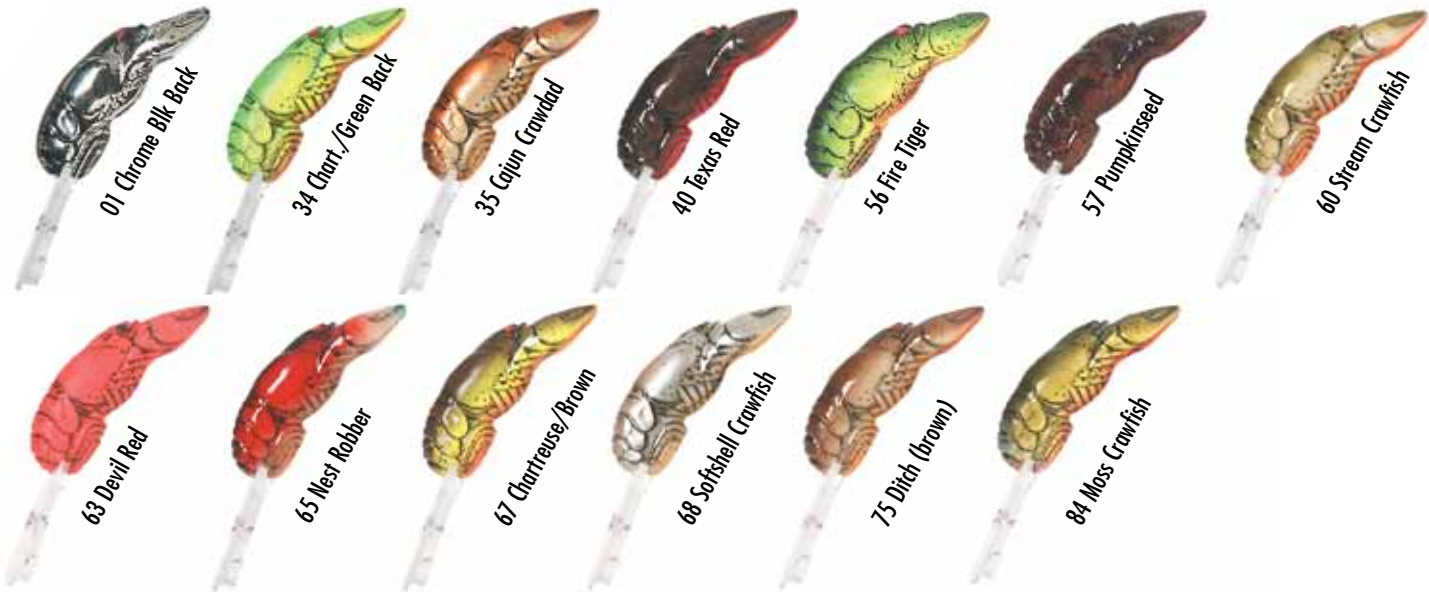 01 Chrome Blk Back
34 Chart./Green Back
35 Cajun Crawdad
40 Texas Red
56 Fire Tiger
57 Pumpkinseed
60 Stream Crawfish
63 Devil Red
65 Nest Robber
67 Chartreuse/Brown
68 Softshell Crawfish
75 Ditch (brown)
84 Moss Crawfish